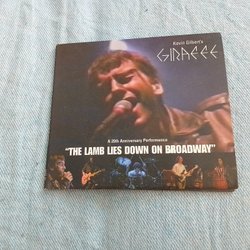 Kevin Gilbert's
GIRAFFE
A 20th Anniversary Performance
"THE LAMB LIES DOWN ON BROADWAY"